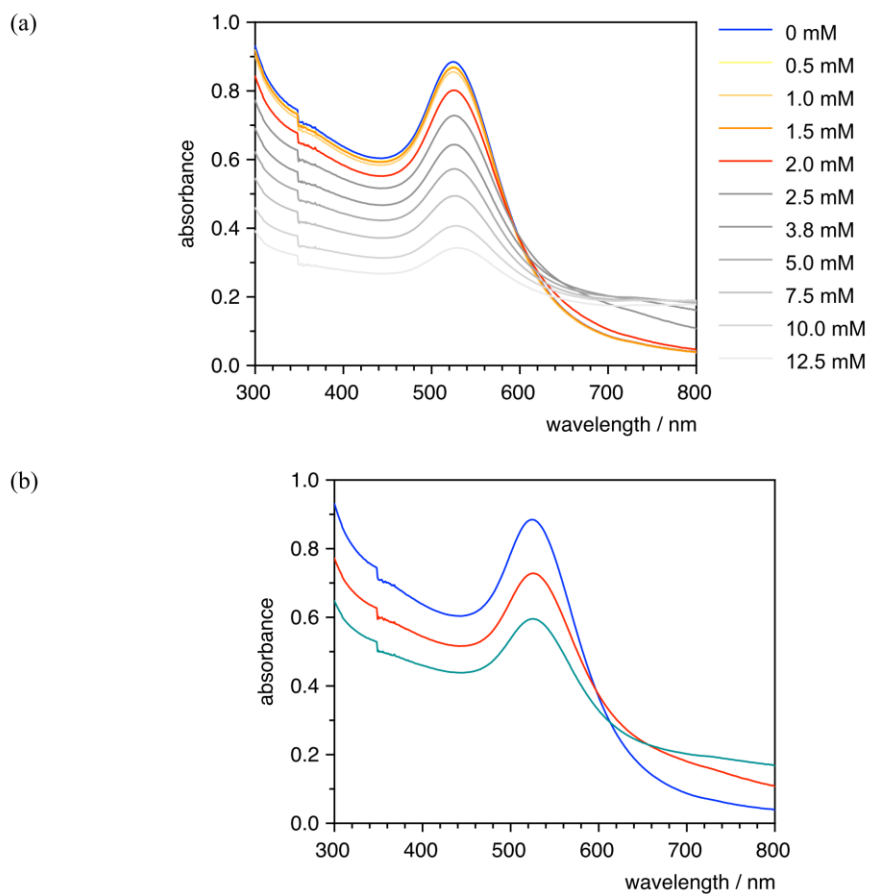 (a)
1.0
0.8
0.6
0.4
0.2
0.0
absorbance
300 400 500 600 700 800
wavelength / nm
0 mM
0.5 mM
1.0 mM
1.5 mM
2.0 mM
2.5 mM
3.8 mM
5.0 mM
7.5 mM
10.0 mM
12.5 mM
(b)
1.0
0.8
0.6
0.4
0.2
0.0
absorbance
300 400 500 600 700 800
wavelength / nm